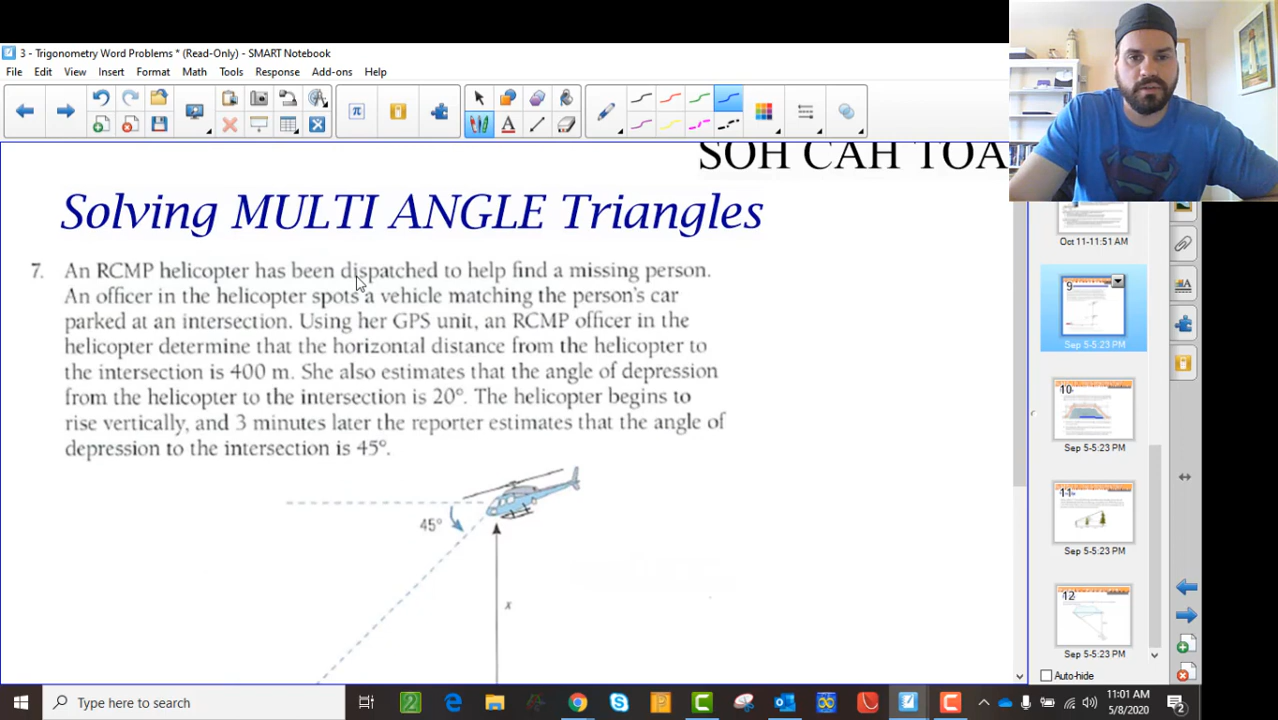 3 - Trigonometry Word Problems * (Read-Only) - SMART Notebook
File Edit View Insert Format Math Tools Response Add-ons Help
SOH CAH TOA
Solving MULTI ANGLE Triangles
7. An RCMP helicopter has been dispatched to help find a missing person.
An officer in the helicopter spots a vehicle matching the person's car
parked at an intersection. Using her GPS unit, an RCMP officer in the
helicopter determine that the horizontal distance from the helicopter to
the intersection is 400 m. She also estimates that the angle of depression
from the helicopter to the intersection is 20°. The helicopter begins to
rise vertically, and 3 minutes later the reporter estimates that the angle of
depression to the intersection is 45°.
45°
x
Oct 11-11:51 AM
9
Sep 5-5:23 PM
10
Sep 5-5:23 PM
11
Sep 5-5:23 PM
12
Sep 5-5:23 PM
Auto-hide
Type here to search
11:01 AM
5/8/2020
2